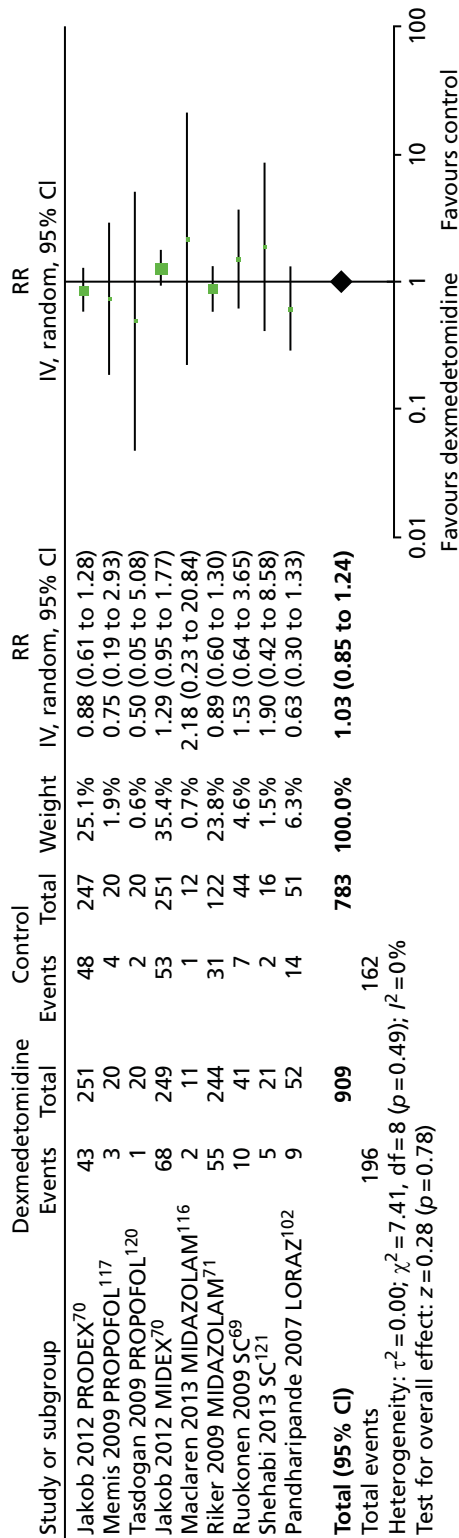 Dexmedetomidine Control RR RR
Study or subgroup Events Total Events Total Weight IV, random, 95% CI IV, random, 95% CI
Jakob 2012 PRODEX70 43 251 48 247 25.1% 0.88 (0.61 to 1.28)
Memis 2009 PROPOFOL117 3 20 4 20 1.9% 0.75 (0.19 to 2.93)
Tasdogan 2009 PROPOFOL120 1 20 2 20 0.6% 0.50 (0.05 to 5.08)
Jakob 2012 MIDEX70 68 249 53 251 35.4% 1.29 (0.95 to 1.77)
Maclaren 2013 MIDAZOLAM116 2 11 1 12 0.7% 2.18 (0.23 to 20.84)
Riker 2009 MIDAZOLAM71 55 244 31 122 23.8% 0.89 (0.60 to 1.30)
Ruokonen 2009 SC69 10 41 7 44 4.6% 1.53 (0.64 to 3.65)
Shehabi 2013 SC121 5 21 2 16 1.5% 1.90 (0.42 to 8.58)
Pandharipande 2007 LORAZ102 9 52 14 51 6.3% 0.63 (0.30 to 1.33)
Total (95% CI) 909 783 100.0% 1.03 (0.85 to 1.24)
Total events 196 162
Heterogeneity: τ²=0.00; χ²=7.41, df=8 (p=0.49); I²=0%
Test for overall effect: z=0.28 (p=0.78)
0.01 0.1 1 10 100
Favours dexmedetomidine Favours control